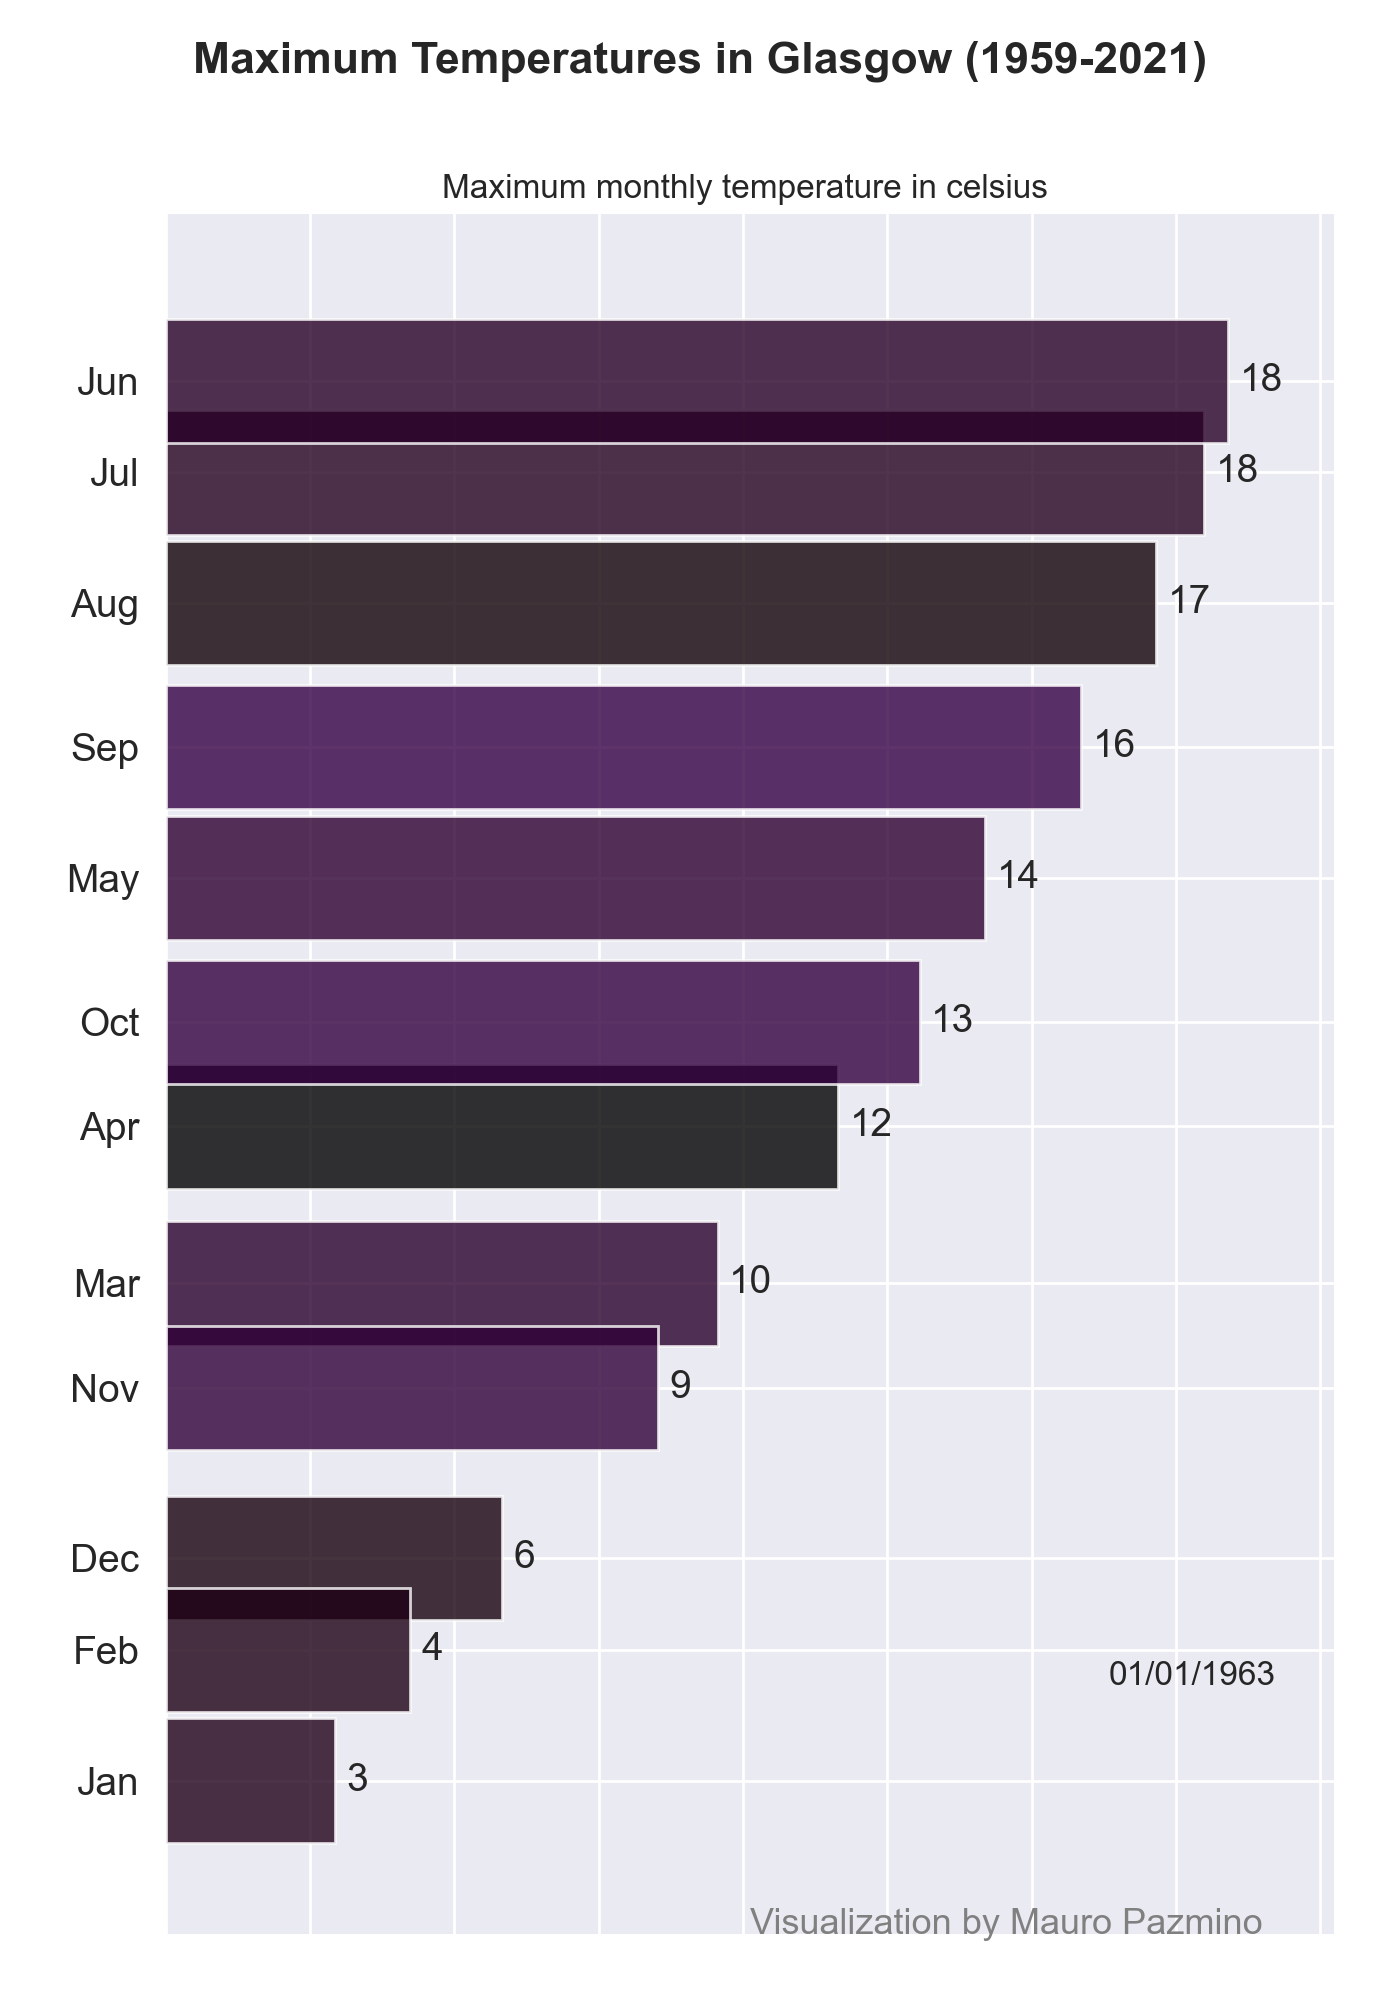 Maximum Temperatures in Glasgow (1959-2021)
Maximum monthly temperature in celsius
Jun 18
Jul 18
Aug 17
Sep 16
May 14
Oct 13
Apr 12
Mar 10
Nov 9
Dec 6
Feb 4
01/01/1963
Jan 3
Visualization by Mauro Pazmino